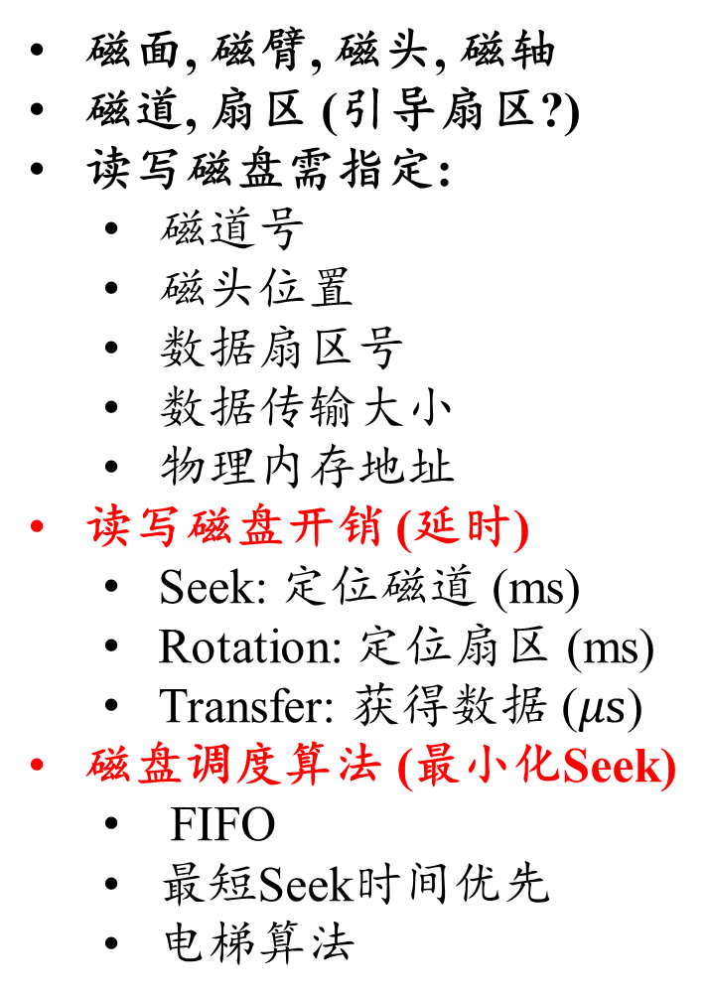 • 磁面, 磁臂, 磁头, 磁轴
• 磁道, 扇区 (引导扇区?)
• 读写磁盘需指定:
• 磁道号
• 磁头位置
• 数据扇区号
• 数据传输大小
• 物理内存地址
• 读写磁盘开销 (延时)
• Seek: 定位磁道 (ms)
• Rotation: 定位扇区 (ms)
• Transfer: 获得数据 (μs)
• 磁盘调度算法 (最小化Seek)
• FIFO
• 最短Seek时间优先
• 电梯算法